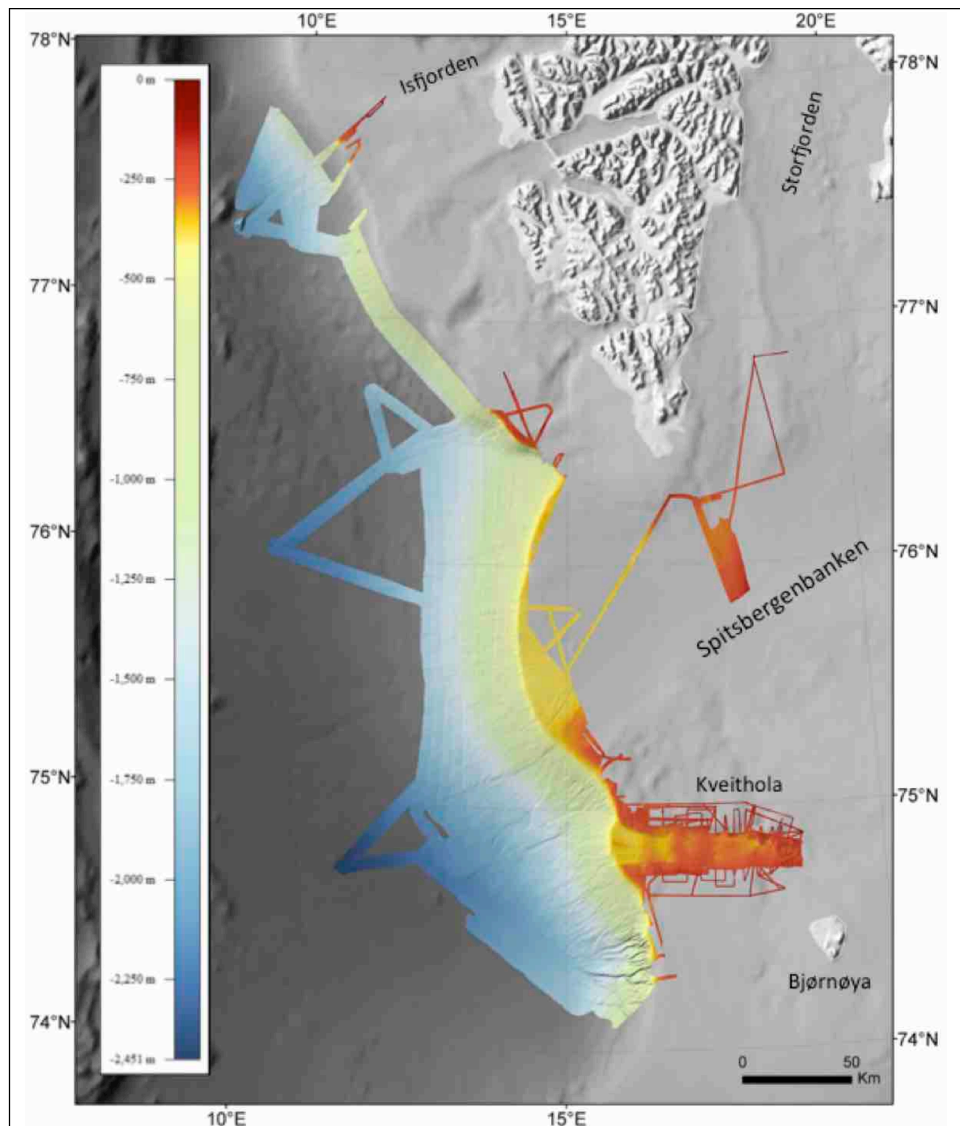 10°E 15°E 20°E
78°N
78°N
0 m
Isfjorden
Storfjorden
-250 m
77°N
77°N
-500 m
-750 m
-1,000 m
76°N
76°N
-1,250 m
Spitsbergenbanken
-1,500 m
75°N
-1,750 m
Kveithola
75°N
-2,000 m
-2,250 m
Bjørnøya
74°N
74°N
-2,451 m
0 50
Km
10°E 15°E